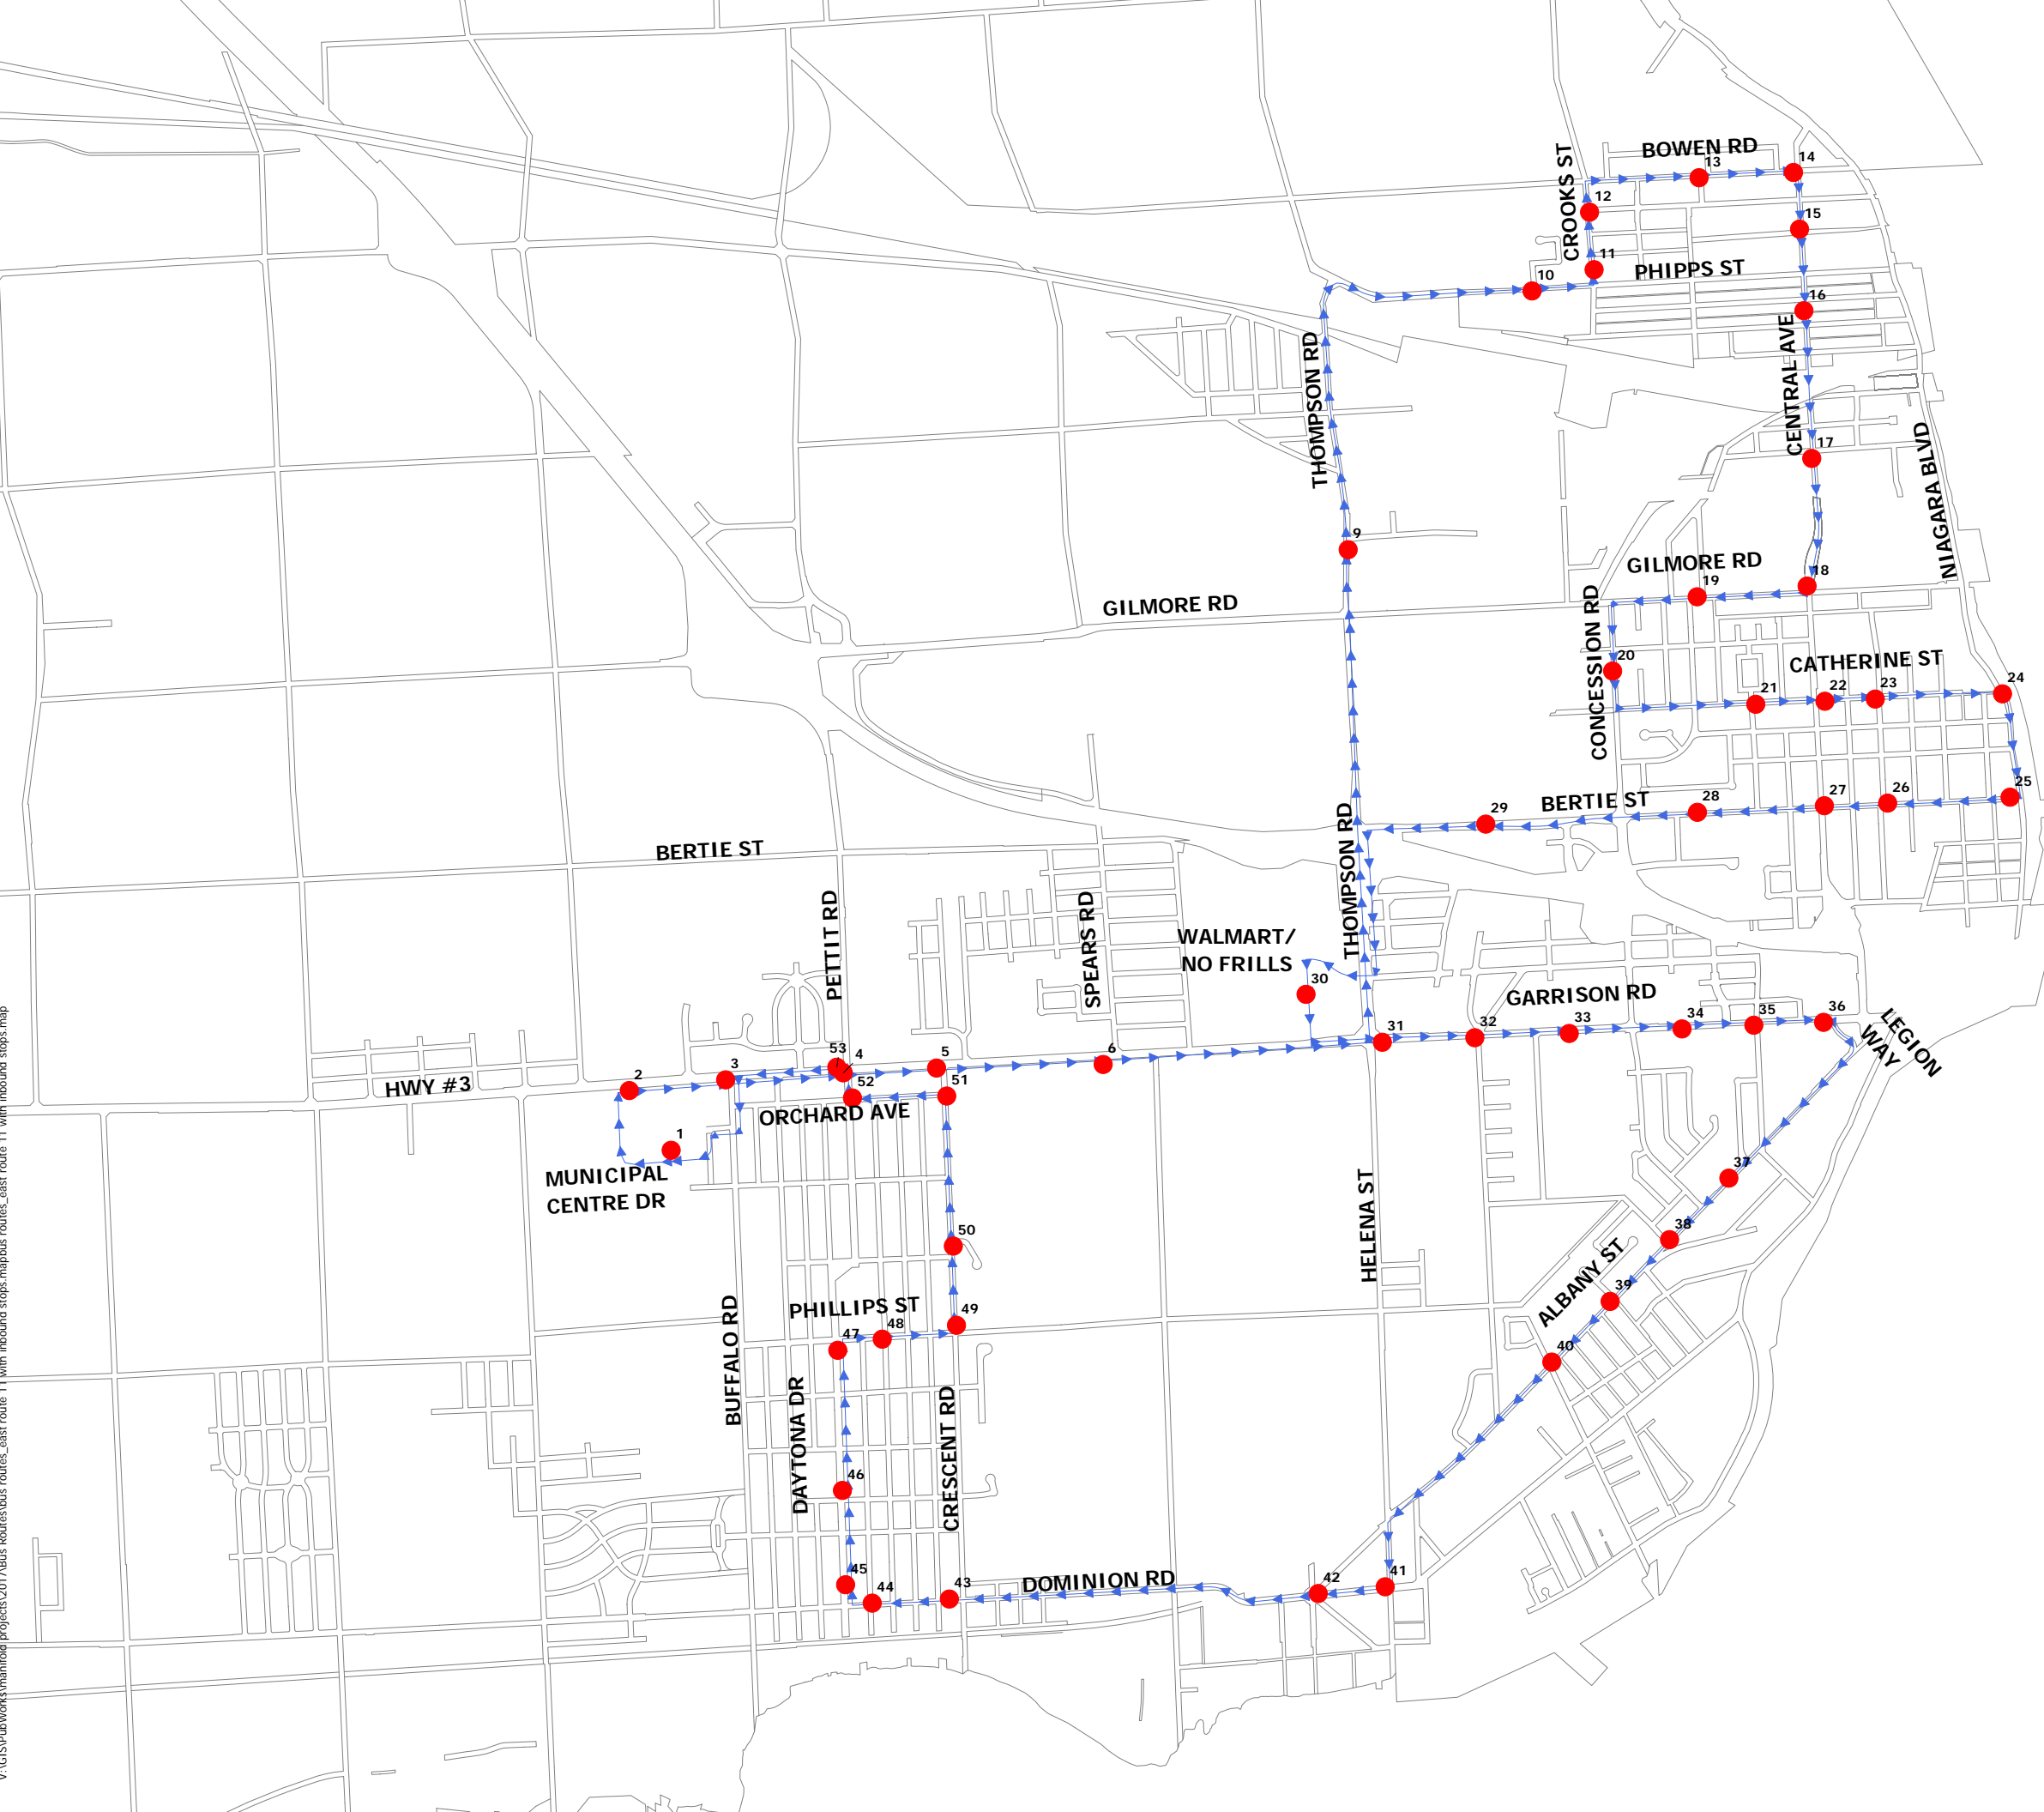 BOWEN RD
13
14
CROOKS ST
12
15
11
PHIPPS ST
10
16
THOMPSON RD
CENTRAL AVE
17
NIAGARA BLVD
9
GILMORE RD
18
19
GILMORE RD
CONCESSION RD
20
CATHERINE ST
21
22
23
24
25
26
27
28
BERTIE ST
29
THOMPSON RD
BERTIE ST
PETTIT RD
SPEARS RD
WALMART/
NO FRILLS
30
GARRISON RD
31
32
33
34
35
36
LEGION
WAY
53
4
5
6
3
2
52
51
HWY #3
ORCHARD AVE
1
MUNICIPAL
CENTRE DR
37
38
HELENA ST
50
ALBANY ST
39
BUFFALO RD
PHILLIPS ST
49
48
47
40
DAYTONA DR
CRESCENT RD
46
45
44
43
DOMINION RD
42
41